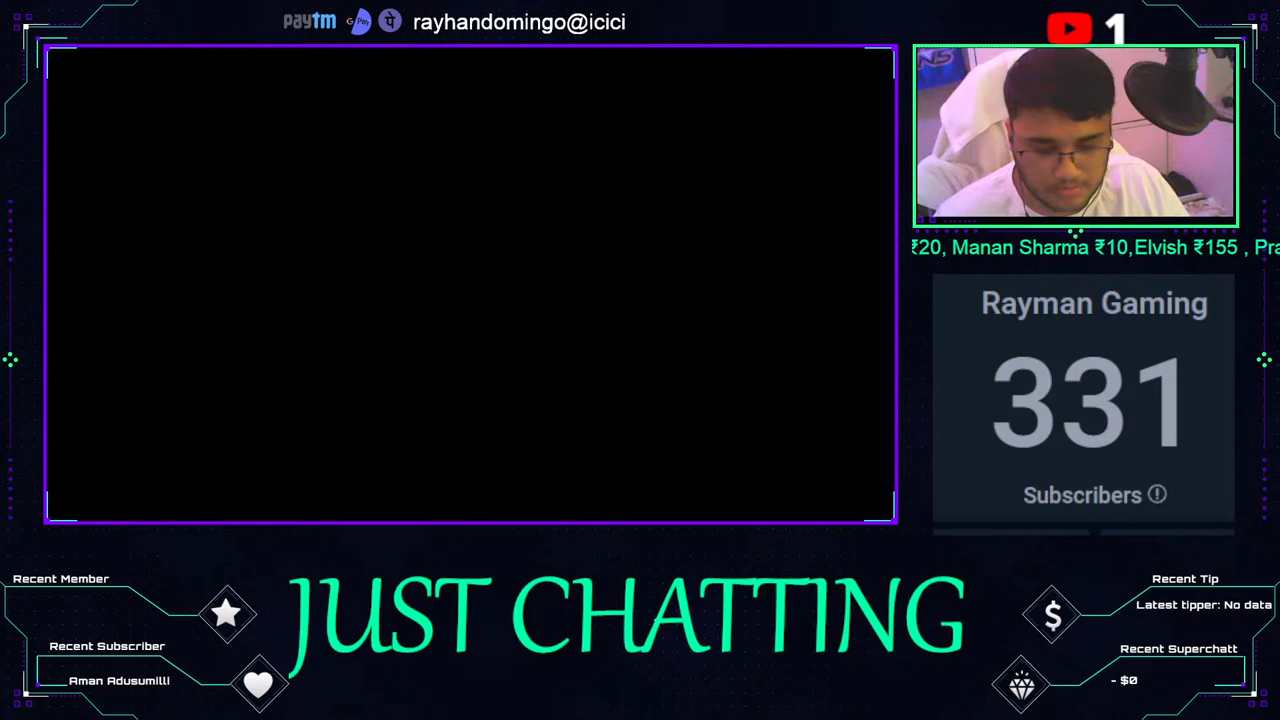 paytm G Pay पे rayhandomingo@icici
1
₹20, Manan Sharma ₹10,Elvish ₹155 , Pra
Rayman Gaming
331
Subscribers
Recent Member
JUST CHATTING
Recent Tip
Latest tipper: No data
Recent Subscriber
Aman Adusumilli
Recent Superchatt
- $0